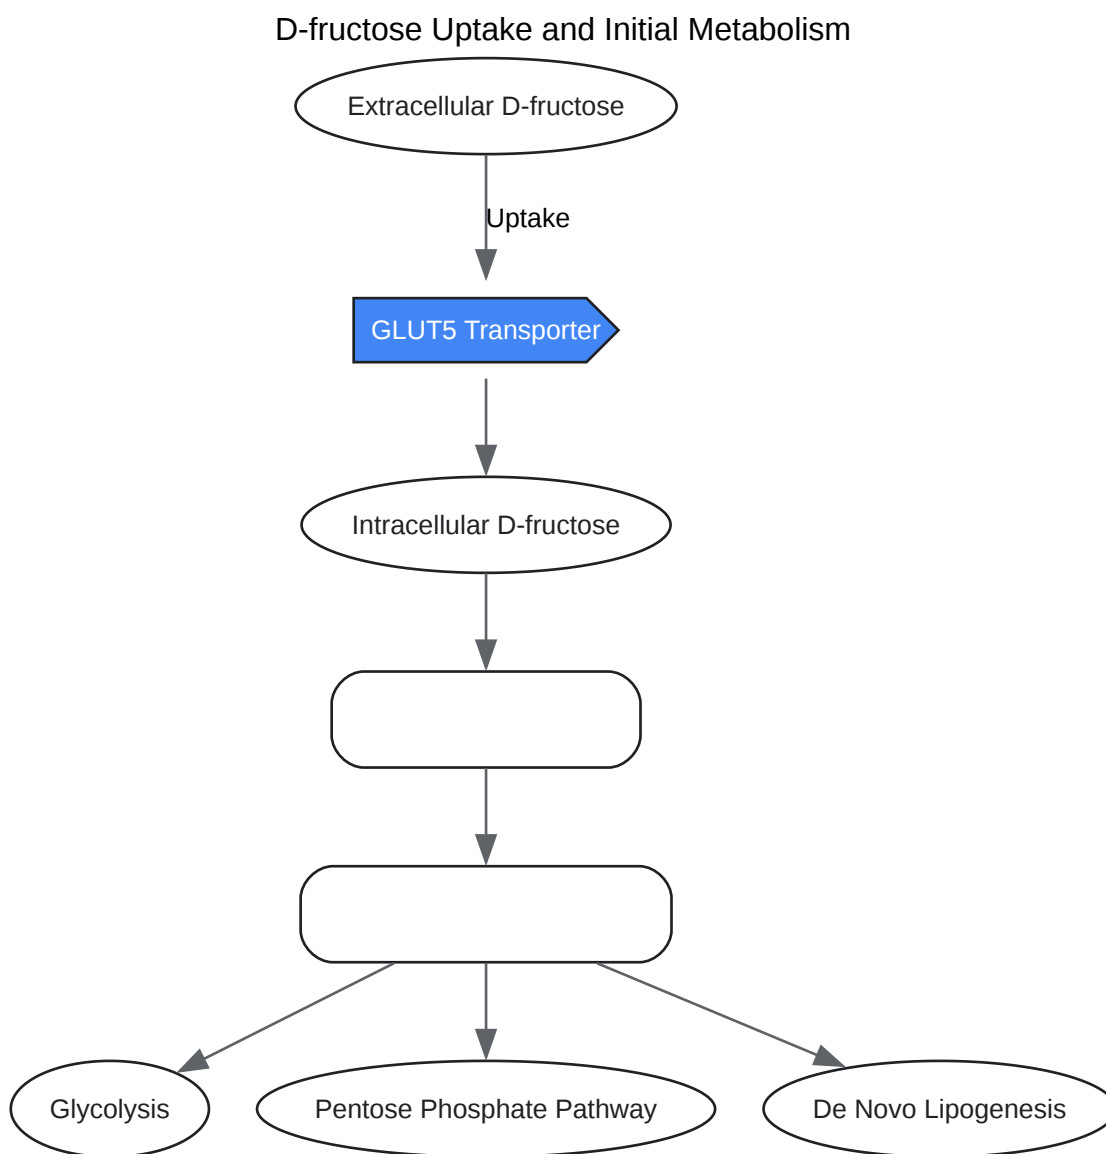 D-fructose Uptake and Initial Metabolism
Extracellular D-fructose
Uptake
GLUT5 Transporter
Intracellular D-fructose
Glycolysis
Pentose Phosphate Pathway
De Novo Lipogenesis